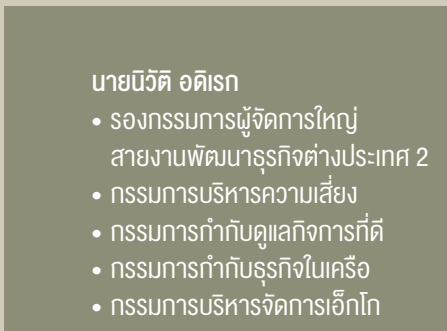 นายนิวัติ อดิเรก
• รองกรรมการผู้จัดการใหญ่
สายงานพัฒนาธุรกิจต่างประเทศ 2
• กรรมการบริหารความเสี่ยง
• กรรมการกำกับดูแลกิจการที่ดี
• กรรมการกำกับธุรกิจในเครือ
• กรรมการบริหารจัดการเอ็กโก